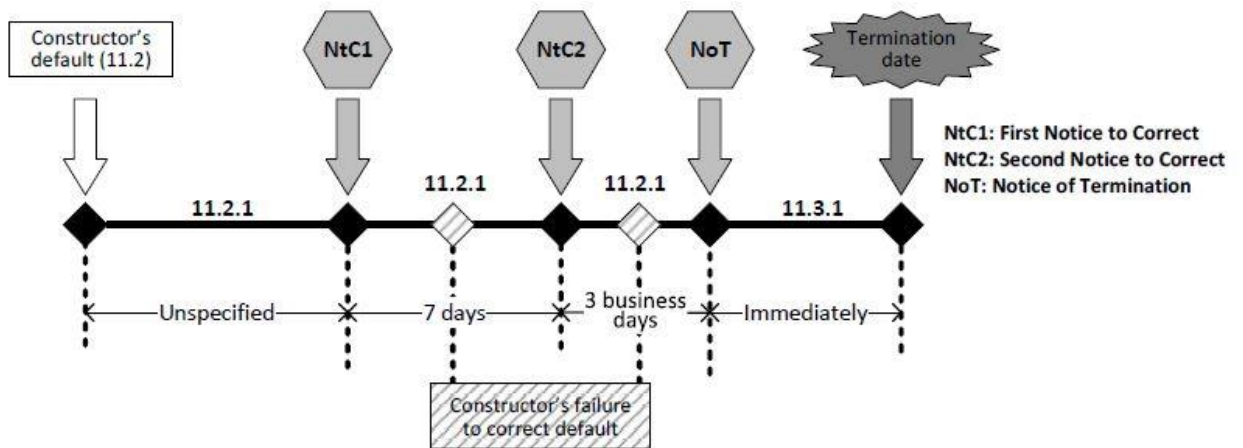 Constructor's
default (11.2)
NtC1
NtC2
NoT
Termination
date
NtC1: First Notice to Correct
NtC2: Second Notice to Correct
NoT: Notice of Termination
11.2.1
11.2.1
11.2.1
11.3.1
Unspecified
7 days
3 business
days
Immediately
Constructor's failure
to correct default